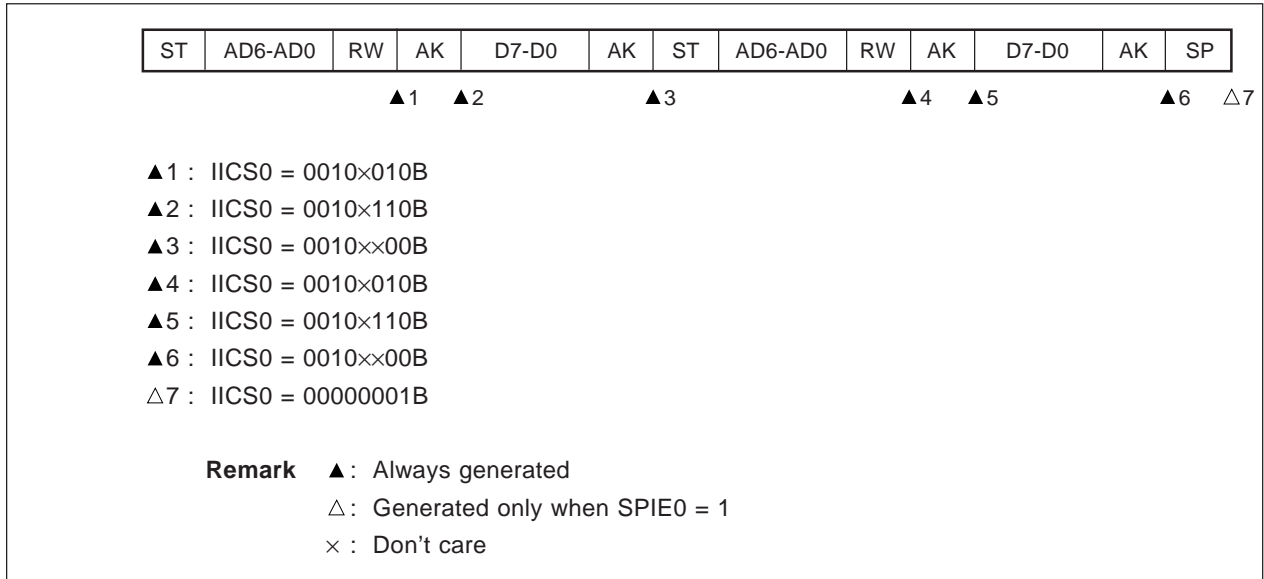 ST AD6-AD0 RW AK D7-D0 AK ST AD6-AD0 RW AK D7-D0 AK SP
▲1 ▲2 ▲3 ▲4 ▲5 ▲6 △7
▲1 : IICS0 = 0010×010B
▲2 : IICS0 = 0010×110B
▲3 : IICS0 = 0010××00B
▲4 : IICS0 = 0010×010B
▲5 : IICS0 = 0010×110B
▲6 : IICS0 = 0010××00B
△7 : IICS0 = 00000001B
Remark ▲: Always generated
△: Generated only when SPIE0 = 1
× : Don't care